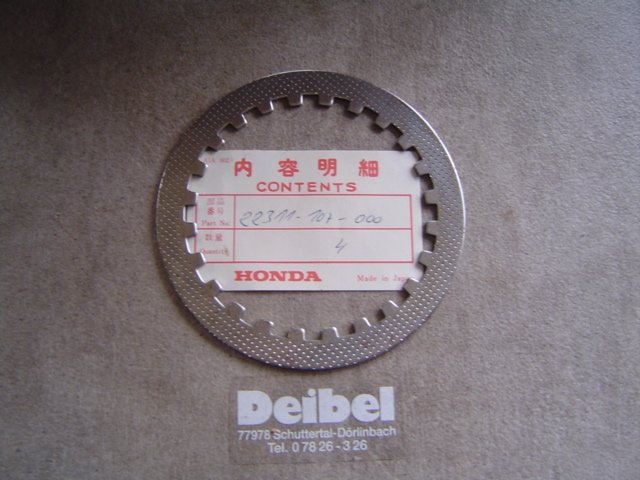 内容明細
CONTENTS
部品
番号
Part No.
22311-107-000
数量
Quantity
4
HONDA
Made in Japa
Deibel
77978 Schuttertal-Dörlinbach
Tel. 0 78 26 - 3 26